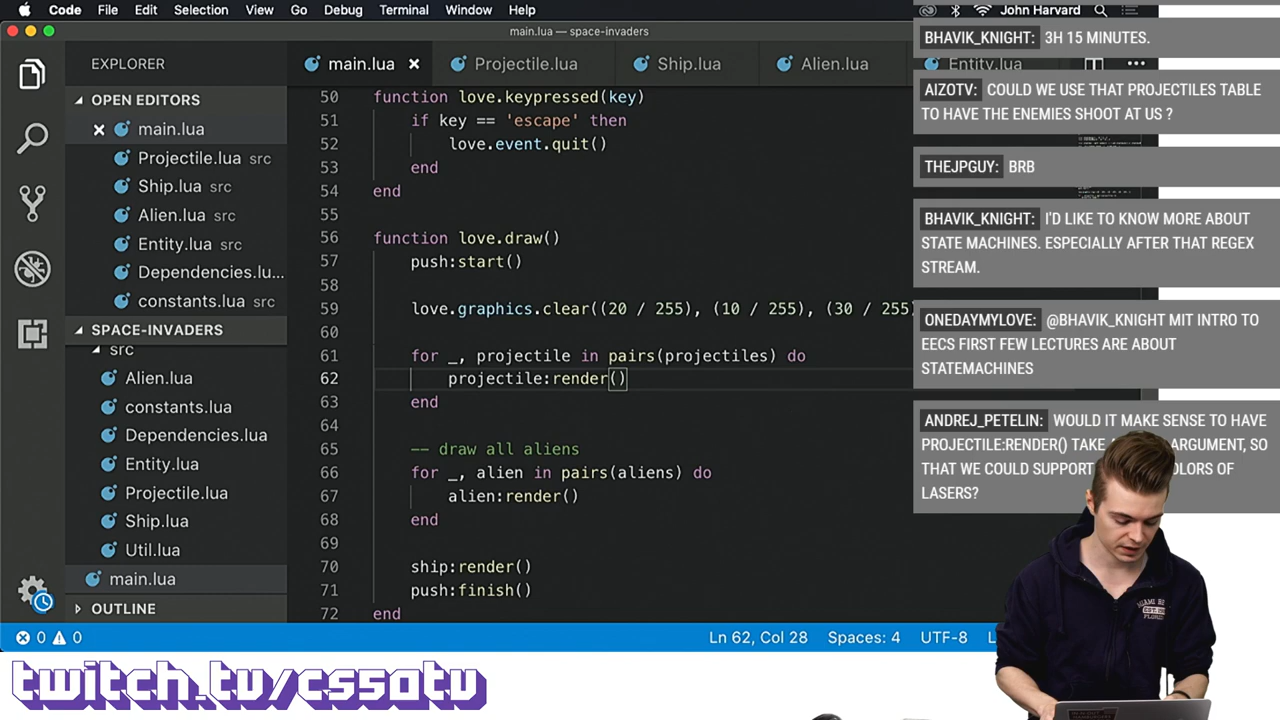 Code File Edit Selection View Go Debug Terminal Window Help John Harvard
main.lua — space-invaders
EXPLORER
main.lua Projectile.lua Ship.lua Alien.lua Entity.lua
OPEN EDITORS
main.lua
Projectile.lua src
Ship.lua src
Alien.lua src
Entity.lua src
Dependencies.lu...
constants.lua src
SPACE-INVADERS
src
Alien.lua
constants.lua
Dependencies.lua
Entity.lua
Projectile.lua
Ship.lua
Util.lua
main.lua
OUTLINE
50 function love.keypressed(key)
51 if key == 'escape' then
52 love.event.quit()
53 end
54 end
55
56 function love.draw()
57 push:start()
58
59 love.graphics.clear((20 / 255), (10 / 255), (30 / 255)
60
61 for _, projectile in pairs(projectiles) do
62 projectile:render()
63 end
64
65 -- draw all aliens
66 for _, alien in pairs(aliens) do
67 alien:render()
68 end
69
70 ship:render()
71 push:finish()
72 end
BHAVIK_KNIGHT: 3H 15 MINUTES.
AIZOTV: COULD WE USE THAT PROJECTILES TABLE
TO HAVE THE ENEMIES SHOOT AT US ?
THEJPGUY: BRB
BHAVIK_KNIGHT: I'D LIKE TO KNOW MORE ABOUT
STATE MACHINES. ESPECIALLY AFTER THAT REGEX
STREAM.
ONEDAYMYLOVE: @BHAVIK_KNIGHT MIT INTRO TO
EECS FIRST FEW LECTURES ARE ABOUT
STATEMACHINES
ANDREJ_PETELIN: WOULD IT MAKE SENSE TO HAVE
PROJECTILE:RENDER() TAKE ARGUMENT, SO
THAT WE COULD SUPPORT OLORS OF
LASERS?
0 0 Ln 62, Col 28 Spaces: 4 UTF-8 L
twitch.tv/cs50tv